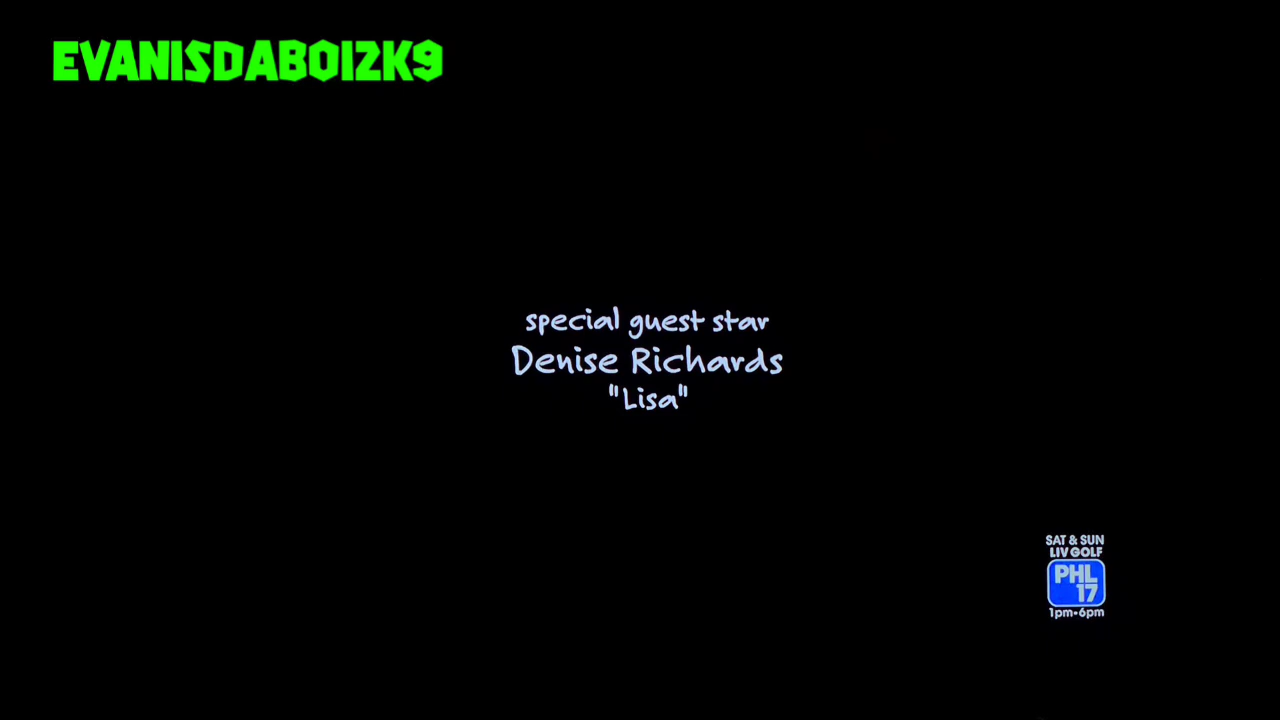 EVANISDABOI2K9
special guest star
Denise Richards
"Lisa"
SAT & SUN
LIV GOLF
PHL
17
1pm•6pm